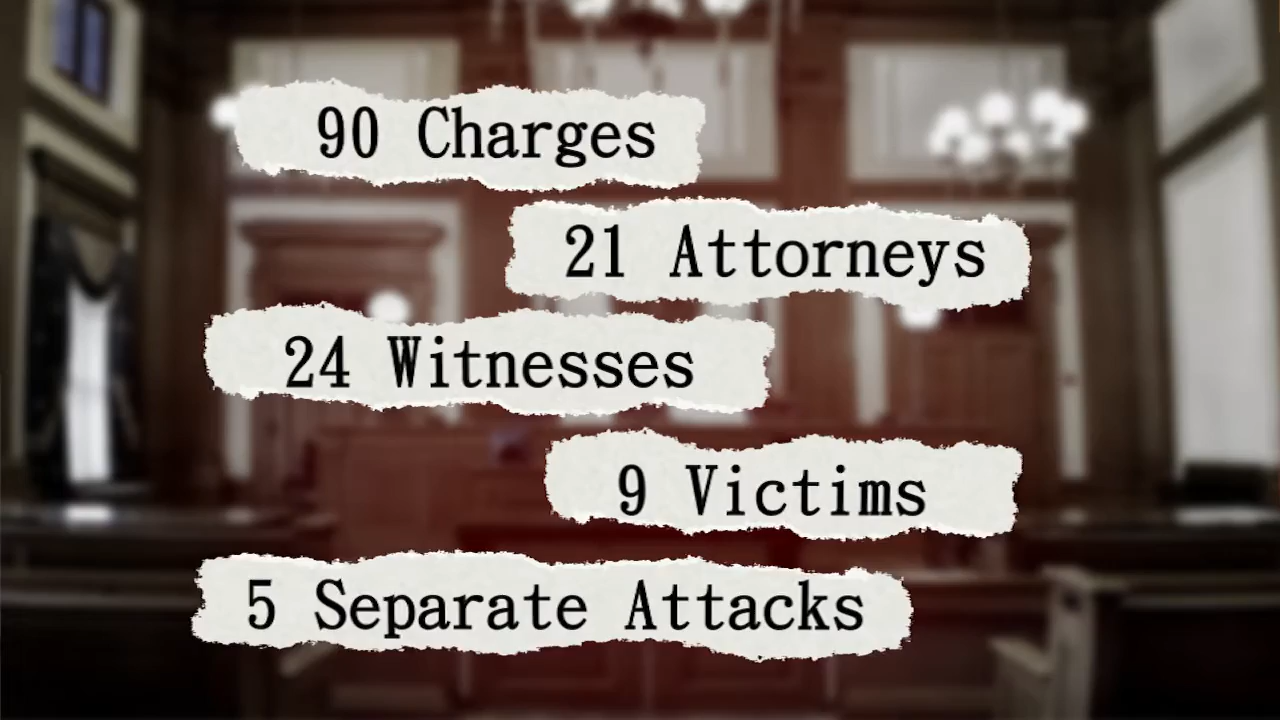 90 Charges
21 Attorneys
24 Witnesses
9 Victims
5 Separate Attacks